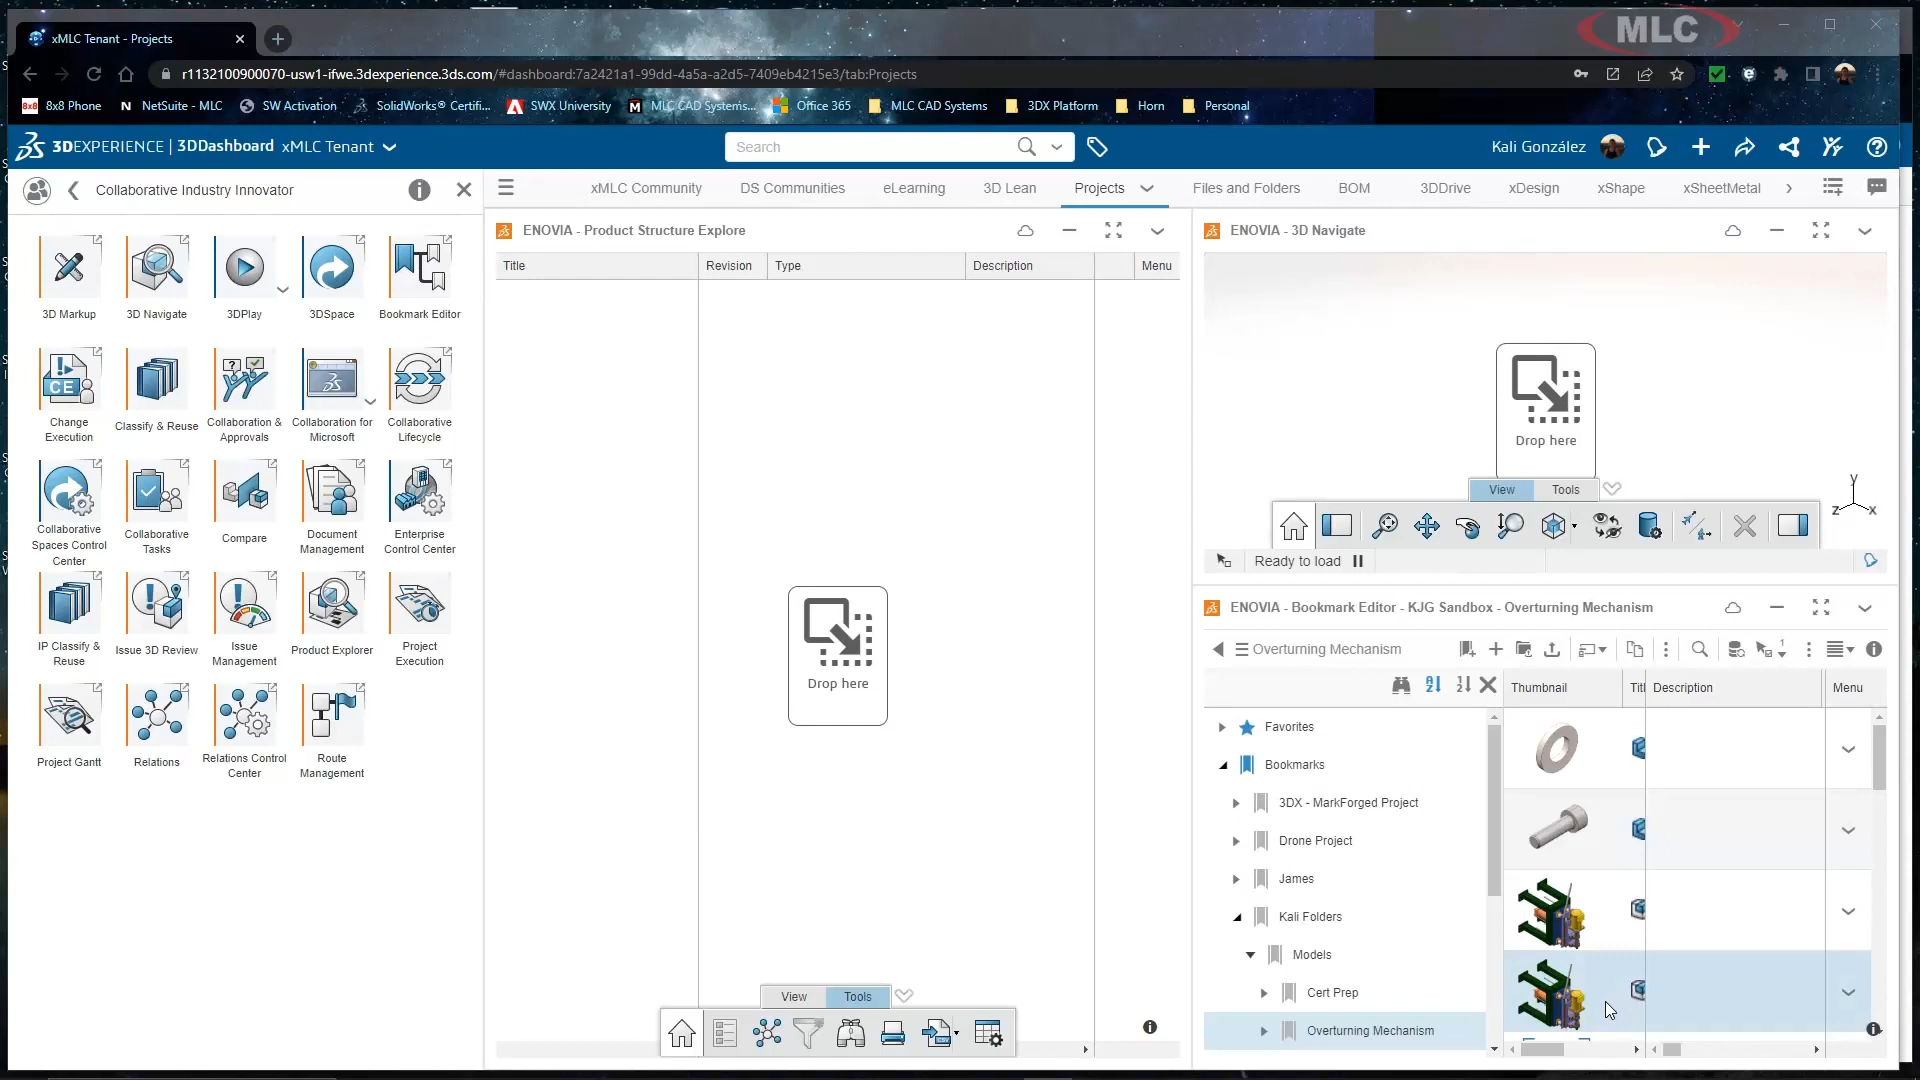 xMLC Tenant - Projects
MLC
r1132100900070-usw1-ifwe.3dexperience.3ds.com/#dashboard:7a2421a1-99dd-4a5a-a2d5-7409eb4215e3/tab:Projects
8x8 8x8 Phone
N NetSuite - MLC
SW Activation
SolidWorks® Certifi...
SWX University
M MLC CAD Systems...
Office 365
MLC CAD Systems
3DX Platform
Horn
Personal
3DEXPERIENCE | 3DDashboard xMLC Tenant
Search
Kali González
Collaborative Industry Innovator
xMLC Community
DS Communities
eLearning
3D Lean
Projects
Files and Folders
BOM
3DDrive
xDesign
xShape
xSheetMetal
3D Markup
3D Navigate
3DPlay
3DSpace
Bookmark Editor
CE
Change Execution
Classify & Reuse
Collaboration & Approvals
Collaboration for Microsoft
Collaborative Lifecycle
Collaborative Spaces Control Center
Collaborative Tasks
Compare
Document Management
Enterprise Control Center
IP Classify & Reuse
Issue 3D Review
Issue Management
Product Explorer
Project Execution
Project Gantt
Relations
Relations Control Center
Route Management
ENOVIA - Product Structure Explore
Title
Revision
Type
Description
Menu
Drop here
View
Tools
ENOVIA - 3D Navigate
Drop here
View
Tools
y
z
x
Ready to load
ENOVIA - Bookmark Editor - KJG Sandbox - Overturning Mechanism
Overturning Mechanism
1
Thumbnail
Titl
Description
Menu
Favorites
Bookmarks
3DX - MarkForged Project
Drone Project
James
Kali Folders
Models
Cert Prep
Overturning Mechanism